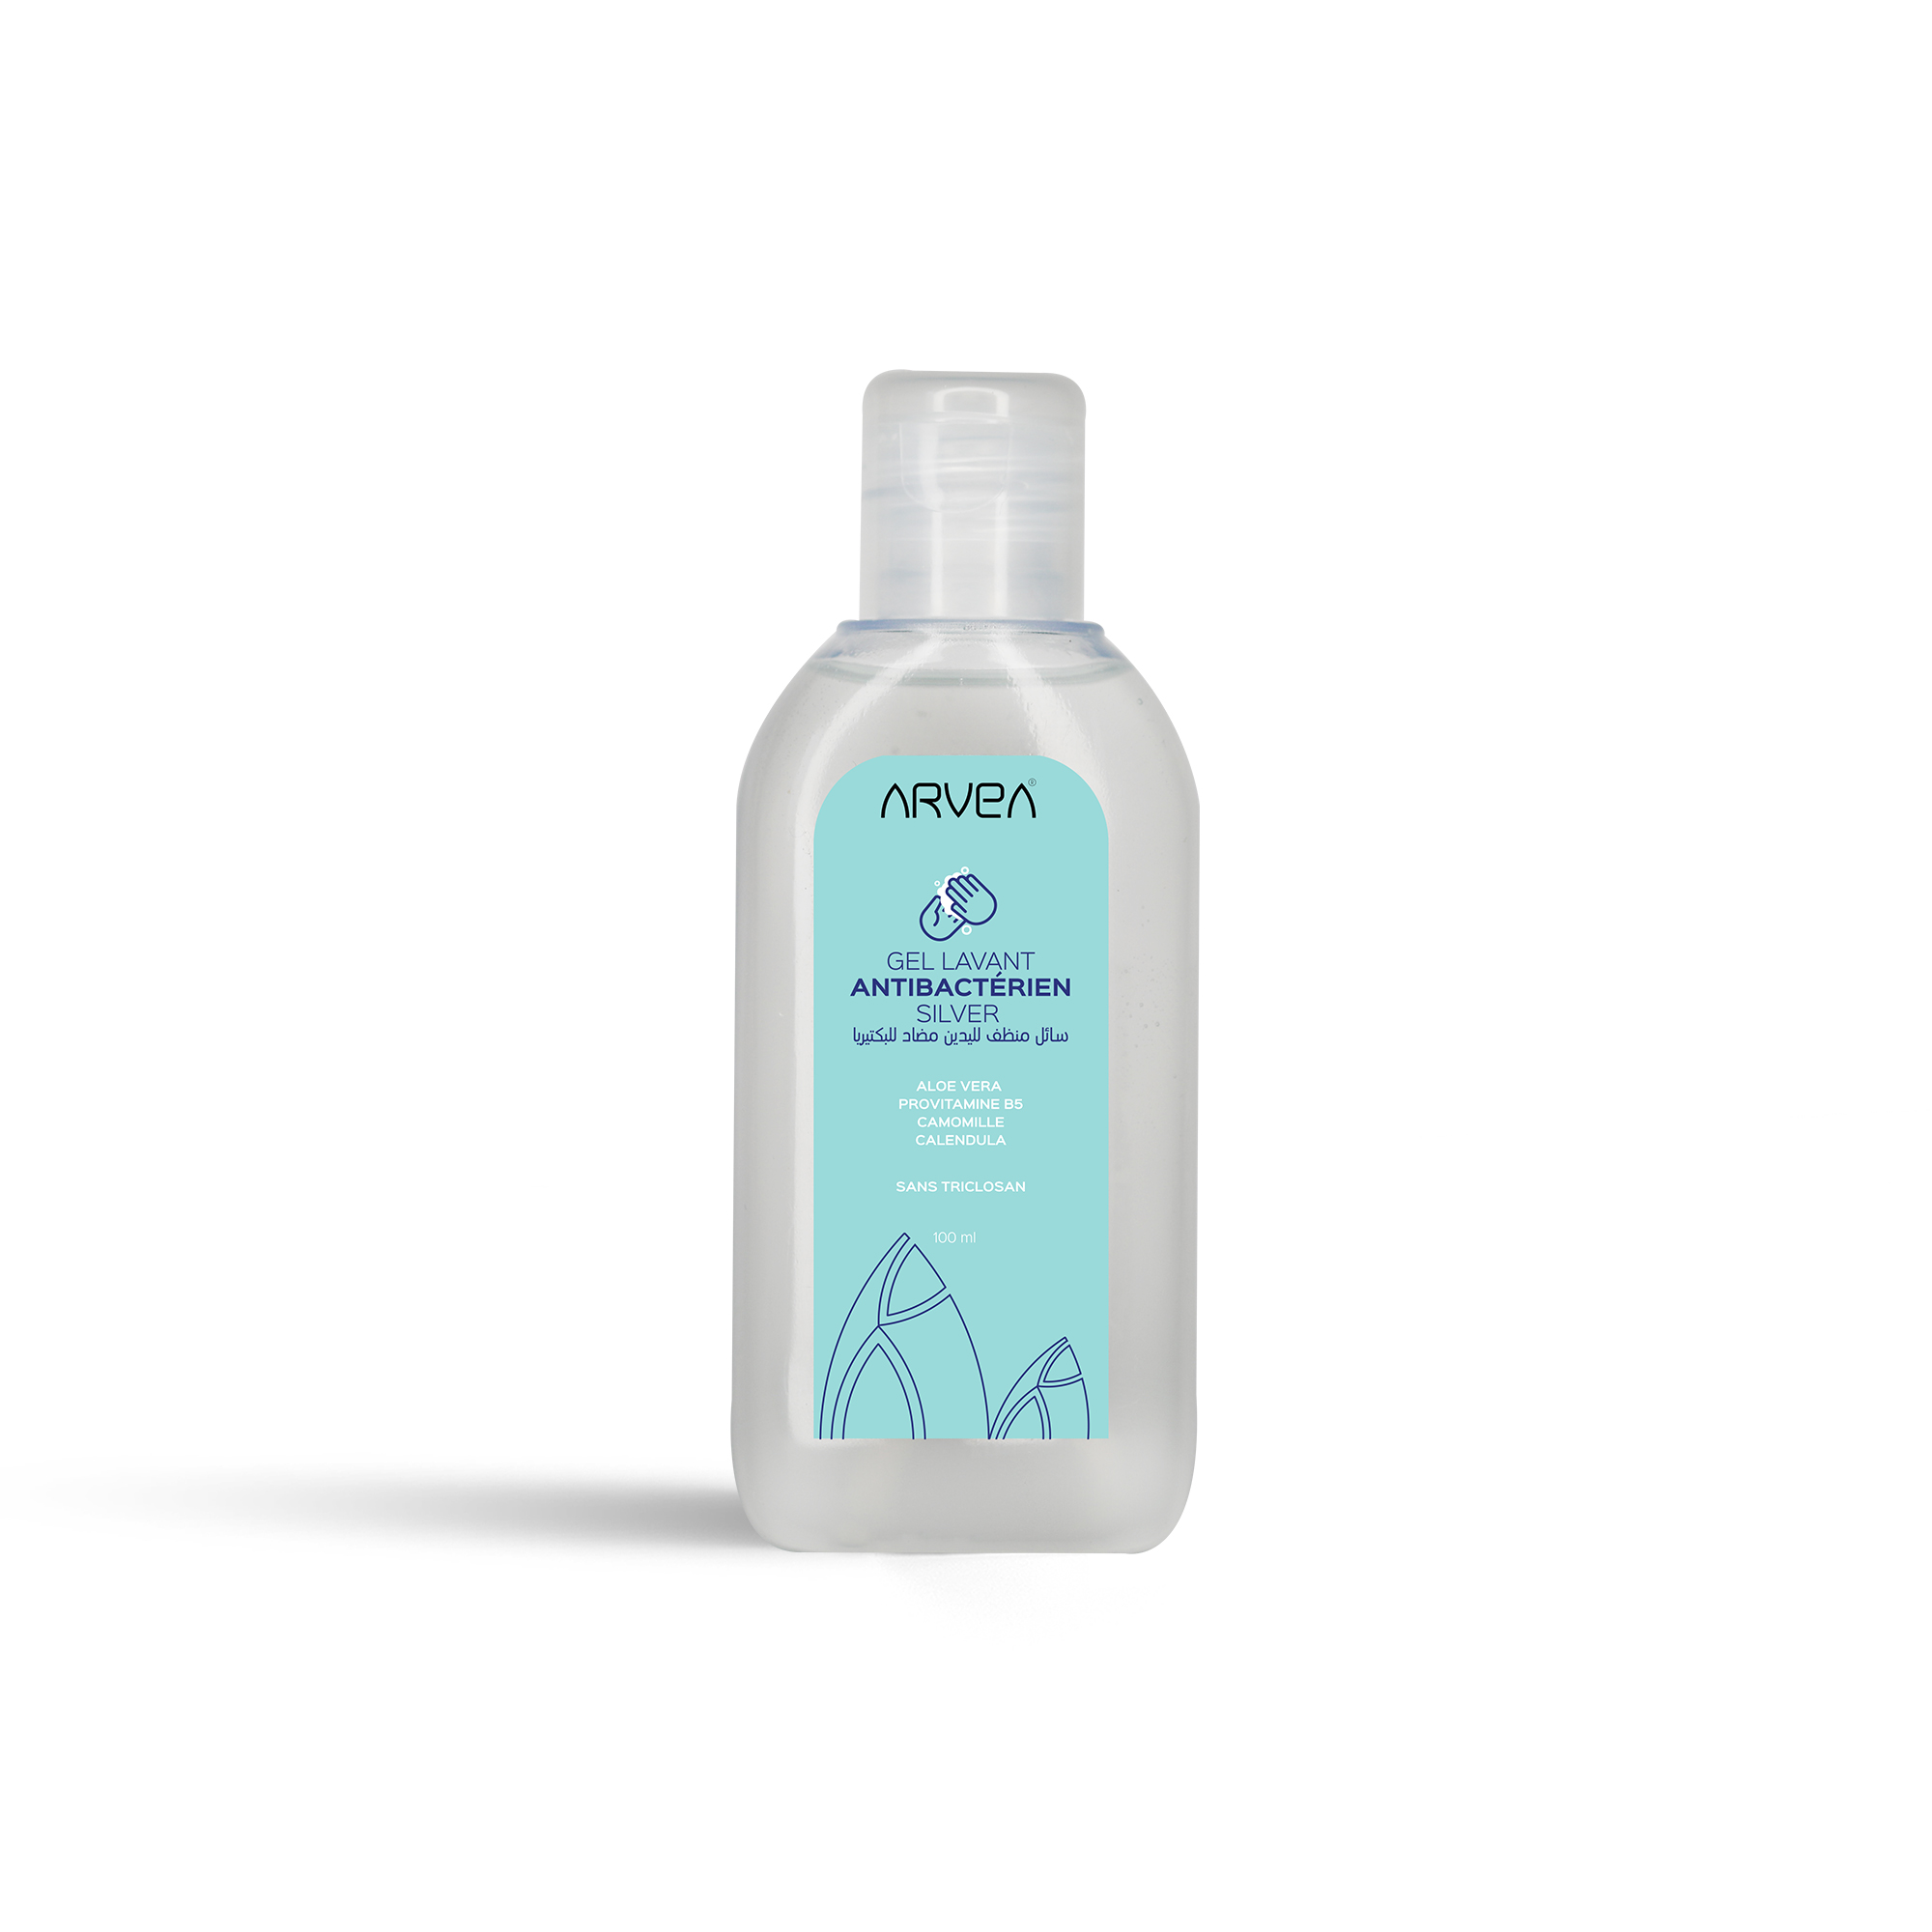 ARVEA®
GEL LAVANT
ANTIBACTÉRIEN
SILVER
سائل منظف لليدين مضاد للبكتيريا
ALOE VERA
PROVITAMINE B5
CAMOMILLE
CALENDULA
SANS TRICLOSAN
100 ml